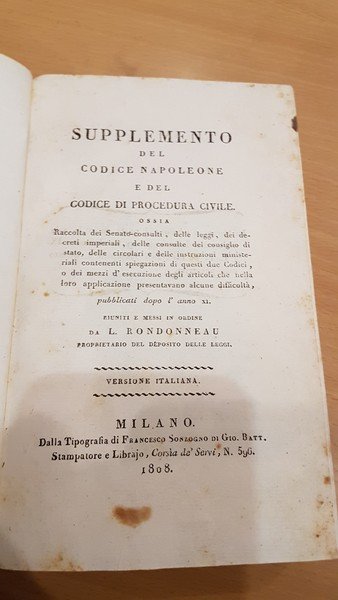 SUPPLEMENTO
DEL
CODICE NAPOLEONE
E DEL
CODICE DI PROCEDURA CIVILE.
OSSIA
Raccolta dei Senato-consulti, delle leggi, dei de-
creti imperiali, delle consulte del consiglio di
stato, delle circolari e delle instruzioni ministe-
riali contenenti spiegazioni di questi due Codici,
o dei mezzi d'esecuzione degli articoli che nella
loro applicazione presentavano alcune difficoltà,
pubblicati dopo l'anno XI.
RIUNITI E MESSI IN ORDINE
DA L. RONDONNEAU
PROPRIETARIO DEL DEPOSITO DELLE LEGGI.
VERSIONE ITALIANA.
MILANO.
Dalla Tipografia di FRANCESCO SONZOGNO DI GIO. BATT.
Stampatore e Librajo, Corsia de' Servi, N. 596.
1808.